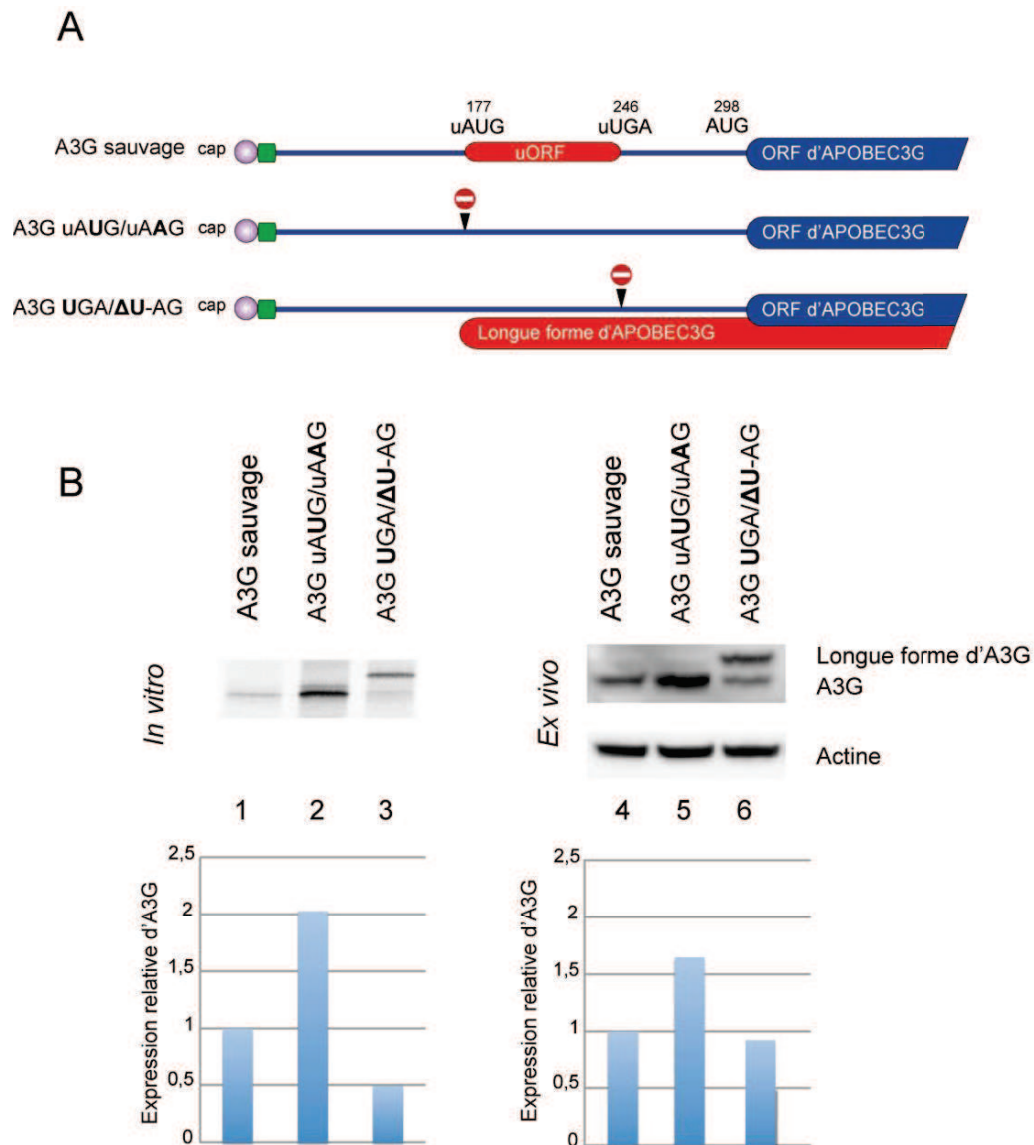 A
177 246 298
uAUG uUGA AUG
A3G sauvage cap uORF ORF d'APOBEC3G
A3G uAUG/uAAG cap ORF d'APOBEC3G
A3G UGA/ΔU-AG cap ORF d'APOBEC3G
Longue forme d'APOBEC3G
B
A3G sauvage
A3G uAUG/uAAG
A3G UGA/ΔU-AG
In vitro
A3G sauvage
A3G uAUG/uAAG
A3G UGA/ΔU-AG
Ex vivo
Longue forme d'A3G
A3G
Actine
1 2 3 4 5 6
Expression relative d'A3G
2,5
2
1,5
1
0,5
0
Expression relative d'A3G
2,5
2
1,5
1
0,5
0